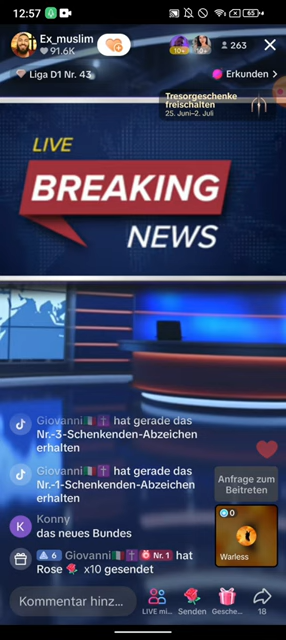 12:57
65
Ex_muslim
91.6K
10+
10+
263
Liga D1 Nr. 43
Erkunden >
Tresorgeschenke
freischalten
25. Juni–2. Juli
LIVE
BREAKING
NEWS
Giovanni🇮🇹✝️ hat gerade das
Nr.-3-Schenkenden-Abzeichen
erhalten
Giovanni🇮🇹✝️ hat gerade das
Nr.-1-Schenkenden-Abzeichen
erhalten
Anfrage zum
Beitreten
K
Konny
das neues Bundes
0
6 Giovanni🇮🇹✝️ Nr. 1 hat
Rose 🌹 x10 gesendet
Warless
Kommentar hinz...
LIVE mi...
Senden
Gesche...
18